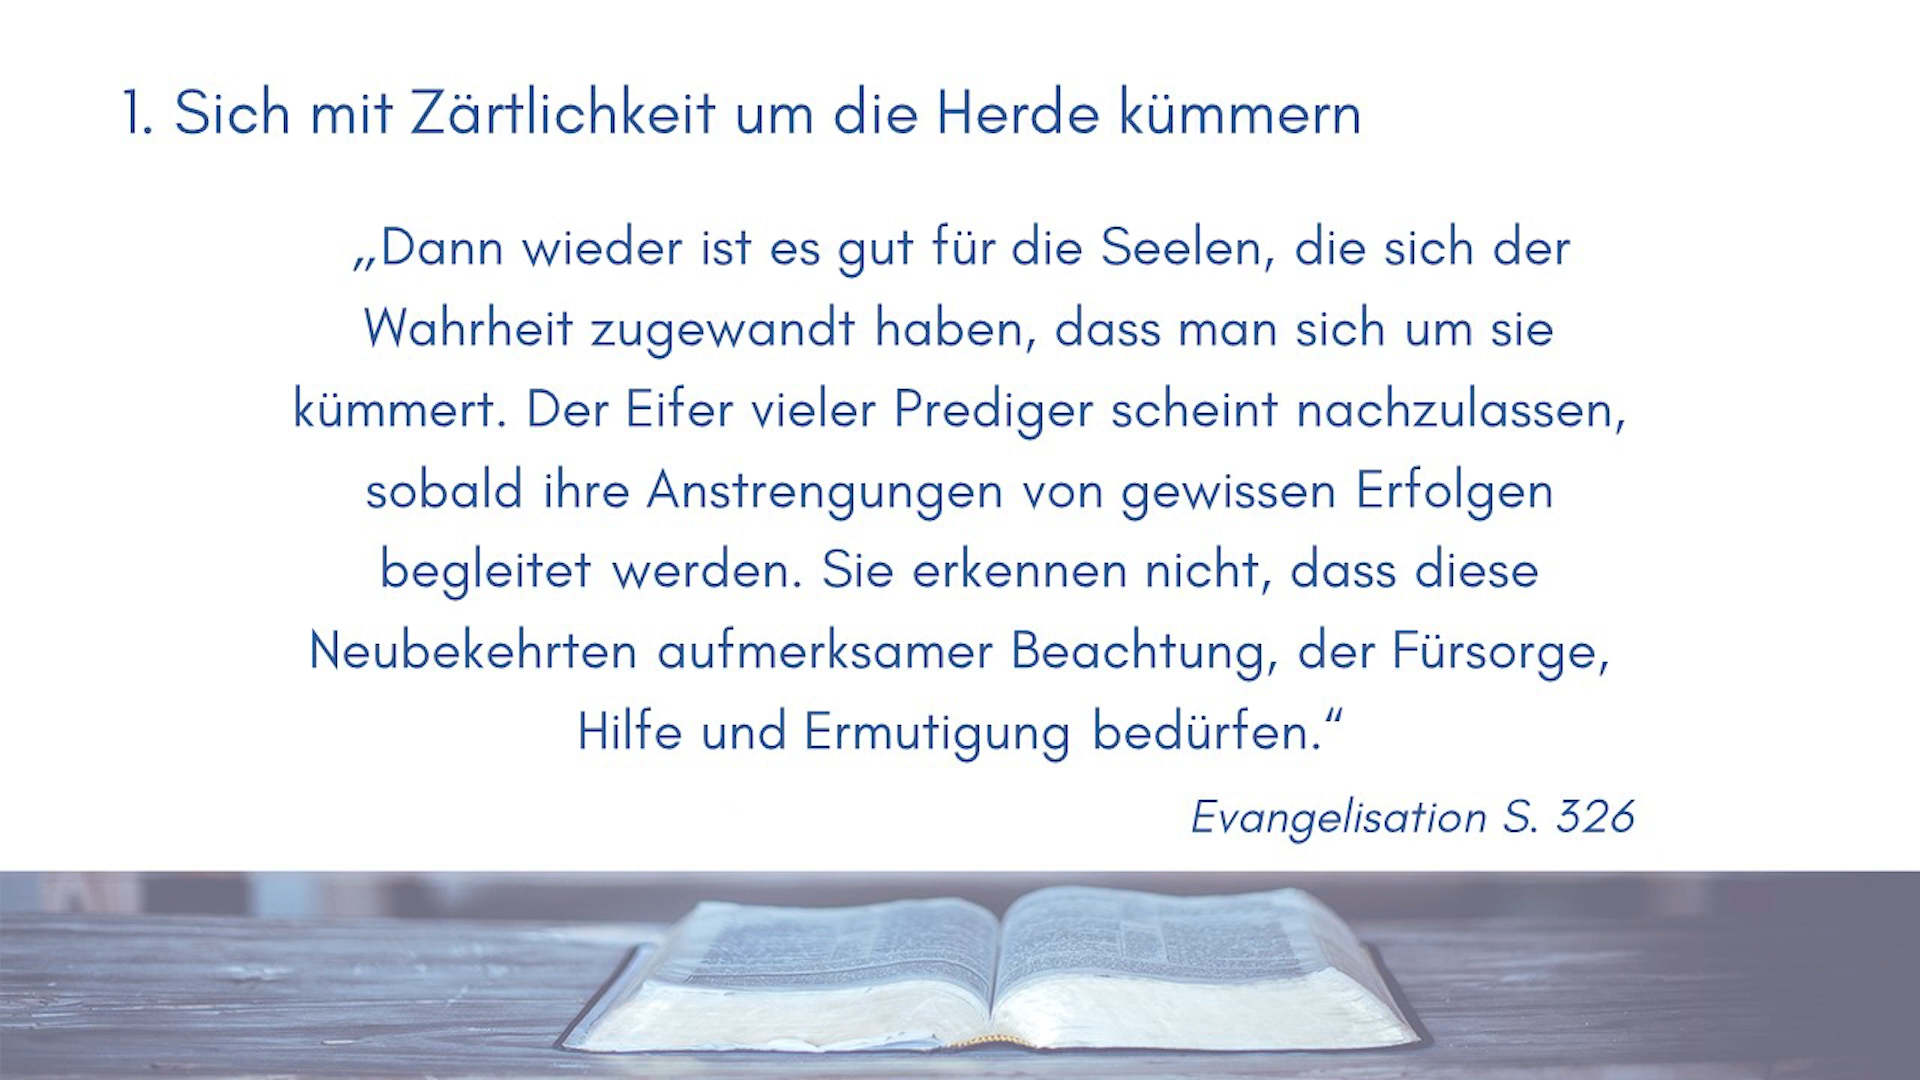 1. Sich mit Zärtlichkeit um die Herde kümmern
„Dann wieder ist es gut für die Seelen, die sich der
Wahrheit zugewandt haben, dass man sich um sie
kümmert. Der Eifer vieler Prediger scheint nachzulassen,
sobald ihre Anstrengungen von gewissen Erfolgen
begleitet werden. Sie erkennen nicht, dass diese
Neubekehrten aufmerksamer Beachtung, der Fürsorge,
Hilfe und Ermutigung bedürfen.“
Evangelisation S. 326